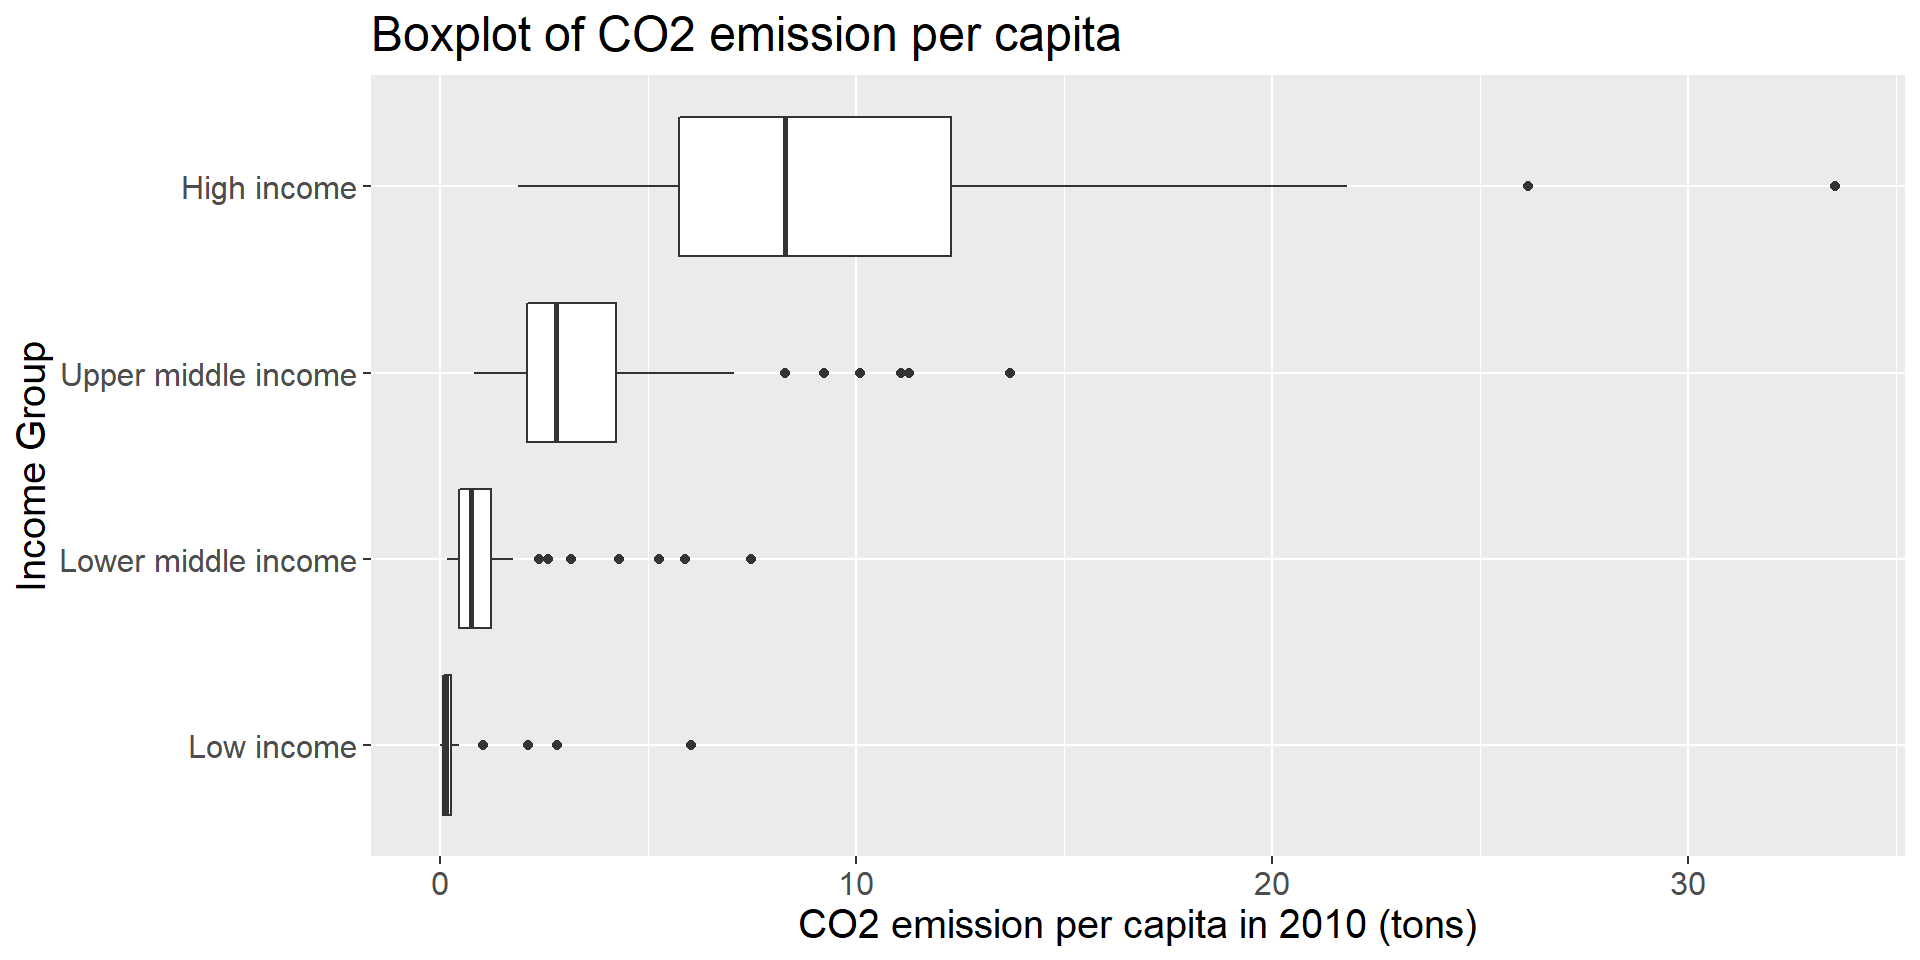 Boxplot of CO2 emission per capita
Income Group
High income
Upper middle income
Lower middle income
Low income
0 10 20 30
CO2 emission per capita in 2010 (tons)